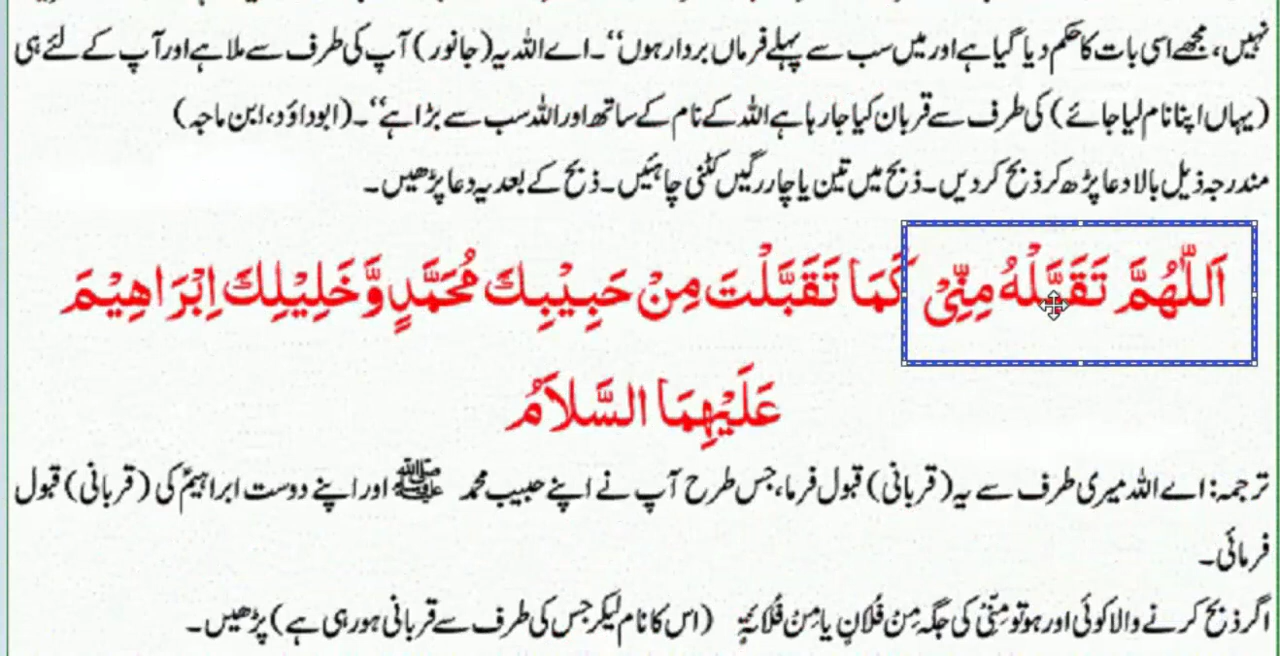 نہیں، مجھے اسی بات کا حکم دیا گیا ہے اور میں سب سے پہلے فرماں بردار ہوں‘‘۔ اے اللہ یہ (جانور) آپ کی طرف سے ملا ہے اور آپ کے لئے ہی
(یہاں اپنا نام لیا جائے) کی طرف سے قربان کیا جا رہا ہے اللہ کے نام کے ساتھ اور اللہ سب سے بڑا ہے‘‘۔ (ابوداؤد، ابن ماجہ)
مندرجہ ذیل بالا دعا پڑھ کر ذبح کر دیں۔ ذبح میں تین یا چار رگیں کٹنی چاہئیں۔ ذبح کے بعد یہ دعا پڑھیں۔
اَللّٰهُمَّ تَقَبَّلْهُ مِنِّىْ كَمَا تَقَبَّلْتَ مِنْ حَبِيْبِكَ مُحَمَّدٍ وَّخَلِيْلِكَ اِبْرَاهِيْمَ
عَلَيْهِمَا السَّلاَمُ
ترجمہ: اے اللہ میری طرف سے یہ (قربانی) قبول فرما، جس طرح آپ نے اپنے حبیب محمد ﷺ اور اپنے دوست ابراہیمؑ کی (قربانی) قبول
فرمائی۔
اگر ذبح کرنے والا کوئی اور ہو تو مِنِّیْ کی جگہ مِنْ فُلَانٍ یا مِنْ فُلَانَۃٍ (اس کا نام لیکر جس کی طرف سے قربانی ہو رہی ہے) پڑھیں۔